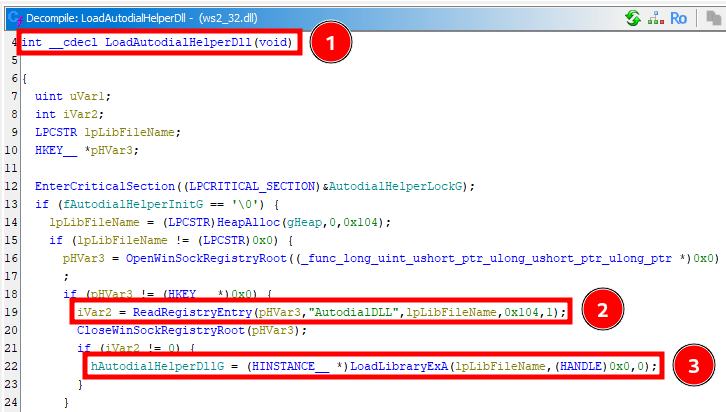 Decompile: LoadAutodialHelperDll - (ws2_32.dll)
Ro
4 int __cdecl LoadAutodialHelperDll(void)
1
5
6 {
7 uint uVar1;
8 int iVar2;
9 LPCSTR lpLibFileName;
10 HKEY__ *pHVar3;
11
12 EnterCriticalSection((LPCRITICAL_SECTION)&AutodialHelperLockG);
13 if (fAutodialHelperInitG == '\0') {
14 lpLibFileName = (LPCSTR)HeapAlloc(gHeap,0,0x104);
15 if (lpLibFileName != (LPCSTR)0x0) {
16 pHVar3 = OpenWinSockRegistryRoot((_func_long_uint_ushort_ptr_ulong_ushort_ptr_ulong_ptr *)0x0)
17 ;
18 if (pHVar3 != (HKEY__ *)0x0) {
19 iVar2 = ReadRegistryEntry(pHVar3,"AutodialDLL",lpLibFileName,0x104,1);
2
20 CloseWinSockRegistryRoot(pHVar3);
21 if (iVar2 != 0) {
22 hAutodialHelperDllG = (HINSTANCE__ *)LoadLibraryExA(lpLibFileName,(HANDLE)0x0,0);
3
23 }
24 }